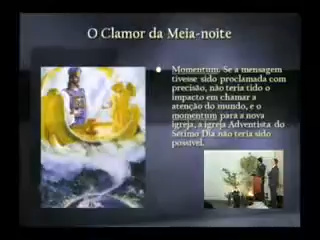 O Clamor da Meia-noite
Momentum. Se a mensagem
tivesse sido proclamada com
precisão, não teria tido o
impacto em chamar a
atenção do mundo, e o
momentum para a nova
igreja, a igreja Adventista do
Sétimo Dia não teria sido
possível.